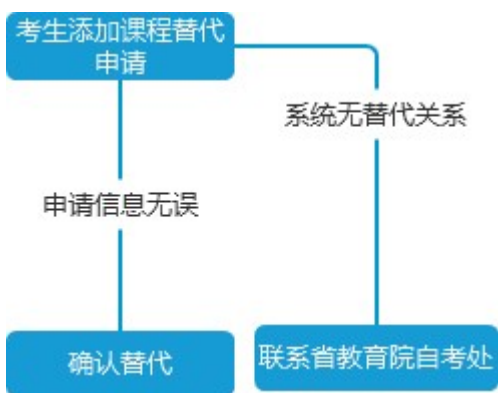 考生添加课程替代
申请
系统无替代关系
申请信息无误
确认替代
联系省教育院自考处